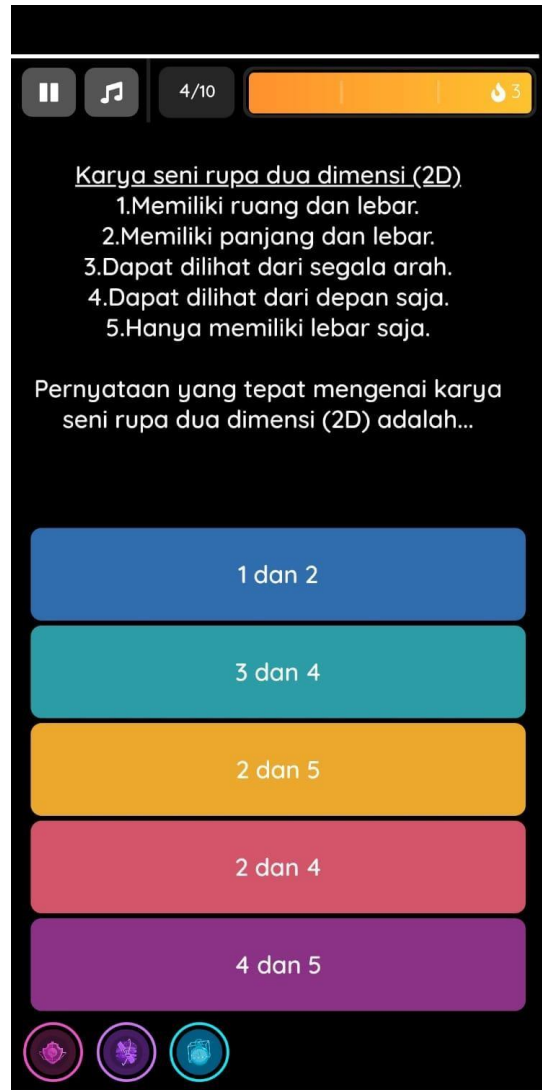 4/10
3
Karya seni rupa dua dimensi (2D)
1.Memiliki ruang dan lebar.
2.Memiliki panjang dan lebar.
3.Dapat dilihat dari segala arah.
4.Dapat dilihat dari depan saja.
5.Hanya memiliki lebar saja.
Pernyataan yang tepat mengenai karya
seni rupa dua dimensi (2D) adalah...
1 dan 2
3 dan 4
2 dan 5
2 dan 4
4 dan 5